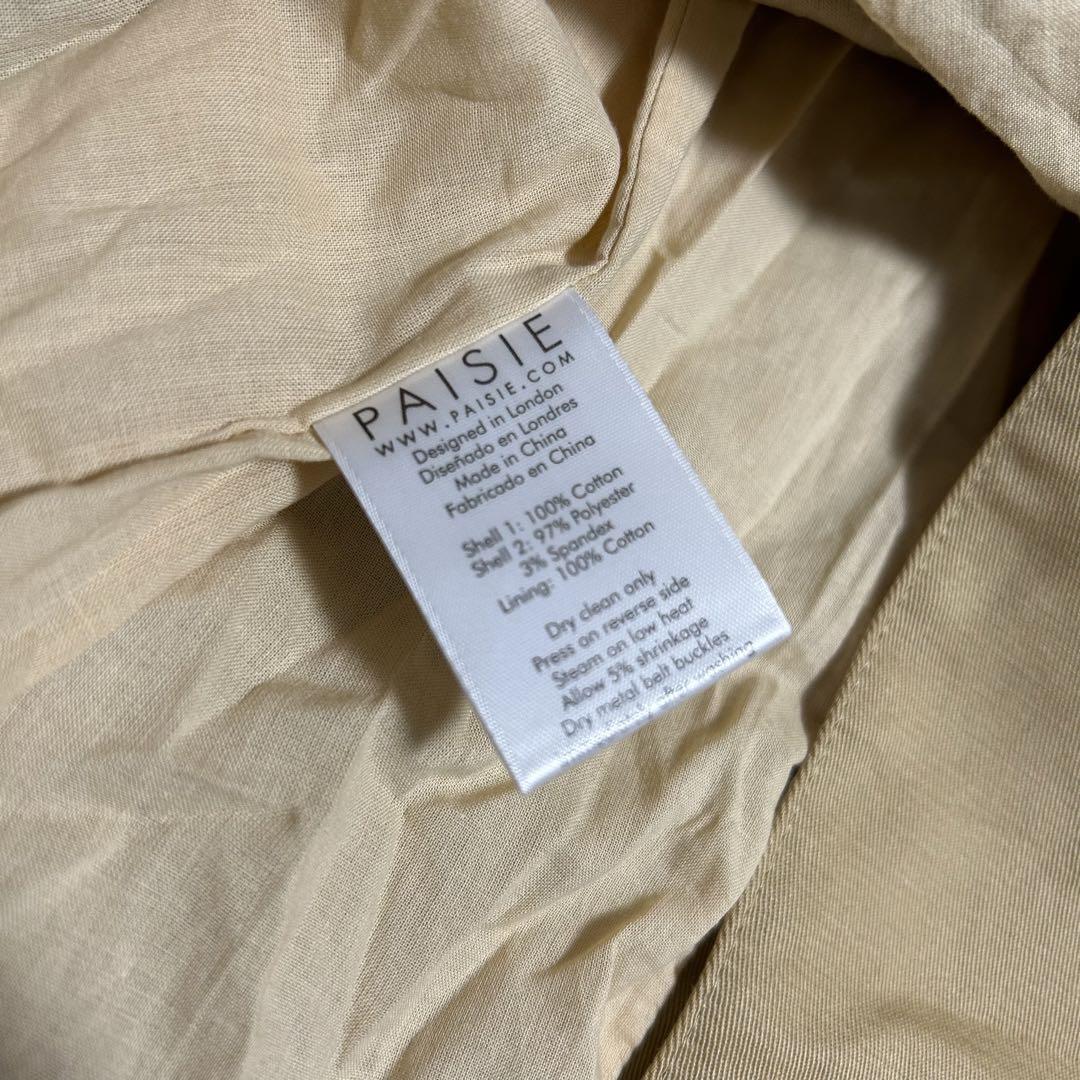 PAISIE
WWW.PAISIE.COM
Designed in London
Diseñado en Londres
Made in China
Fabricado en China
Shell 1: 100% Cotton
Shell 2: 97% Polyester
3% Spandex
Lining: 100% Cotton
Dry clean only
Press on reverse side
Steam on low heat
Allow 5% shrinkage
Dry metal belt buckles
after washing